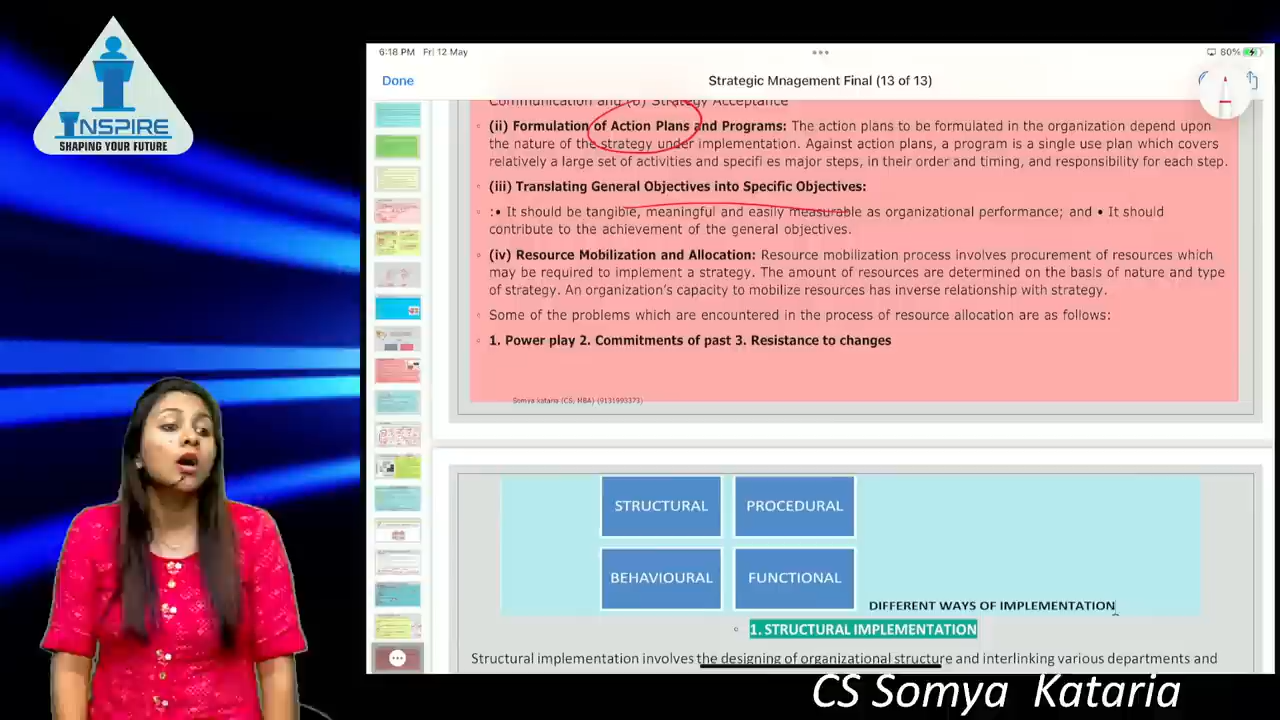 6:18 PM Fri 12 May
80%
Done
Strategic Mnagement Final (13 of 13)
INSPIRE
SHAPING YOUR FUTURE
Communication and (b) Strategy Acceptance
(ii) Formulation of Action Plans and Programs: The action plans to be formulated in the organization depend upon
the nature of the strategy under implementation. Against action plans, a program is a single use plan which covers
relatively a large set of activities and specifi es major steps, in their order and timing, and responsibility for each step.
(iii) Translating General Objectives into Specific Objectives:
:• It should be tangible, meaningful and easily measurable as organizational performance; and • It should
contribute to the achievement of the general objectives.
(iv) Resource Mobilization and Allocation: Resource mobilization process involves procurement of resources which
may be required to implement a strategy. The amount of resources are determined on the basis of nature and type
of strategy. An organization's capacity to mobilize resources has inverse relationship with strategy.
Some of the problems which are encountered in the process of resource allocation are as follows:
1. Power play 2. Commitments of past 3. Resistance to changes
Somya kataria (CS, MBA) (9131993373)
STRUCTURAL PROCEDURAL
BEHAVIOURAL FUNCTIONAL
DIFFERENT WAYS OF IMPLEMENTATION
1. STRUCTURAL IMPLEMENTATION
Structural implementation involves the designing of organizational structure and interlinking various departments and
CS Somya Kataria